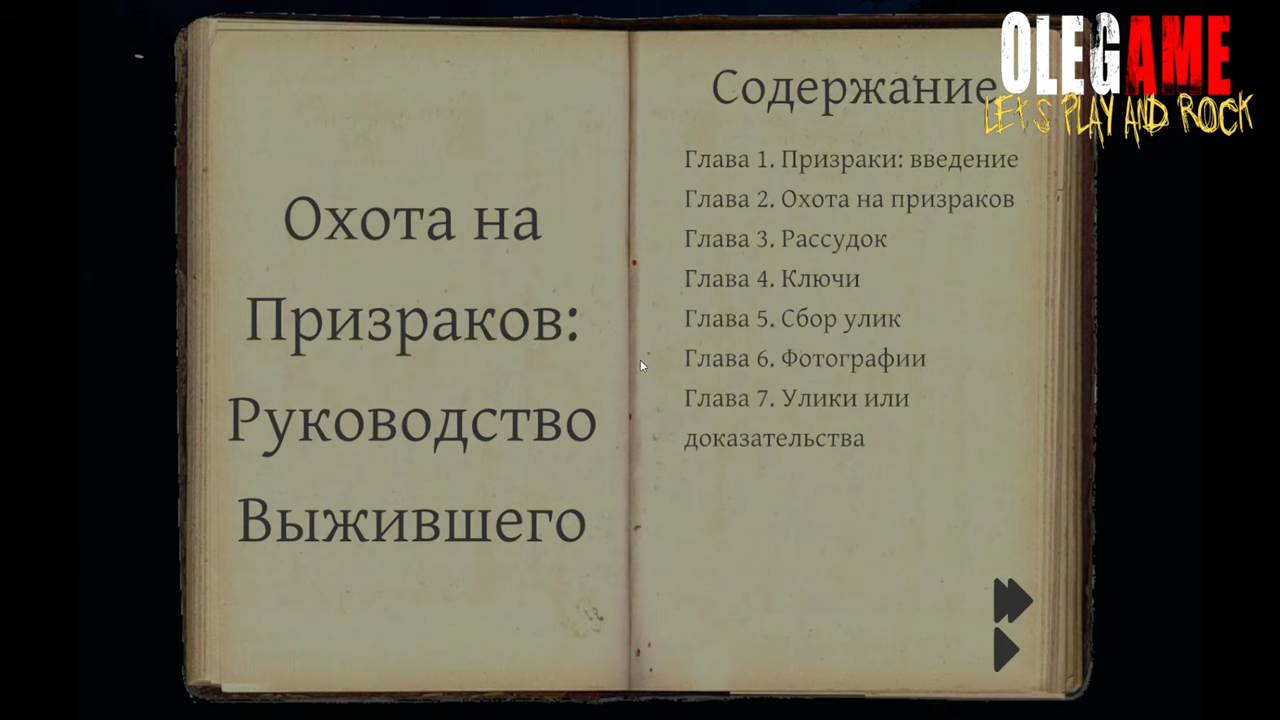 Охота на
Призраков:
Руководство
Выжившего
Содержание
Глава 1. Призраки: введение
Глава 2. Охота на призраков
Глава 3. Рассудок
Глава 4. Ключи
Глава 5. Сбор улик
Глава 6. Фотографии
Глава 7. Улики или
доказательства
OLEGAME
LET'S PLAY AND ROCK